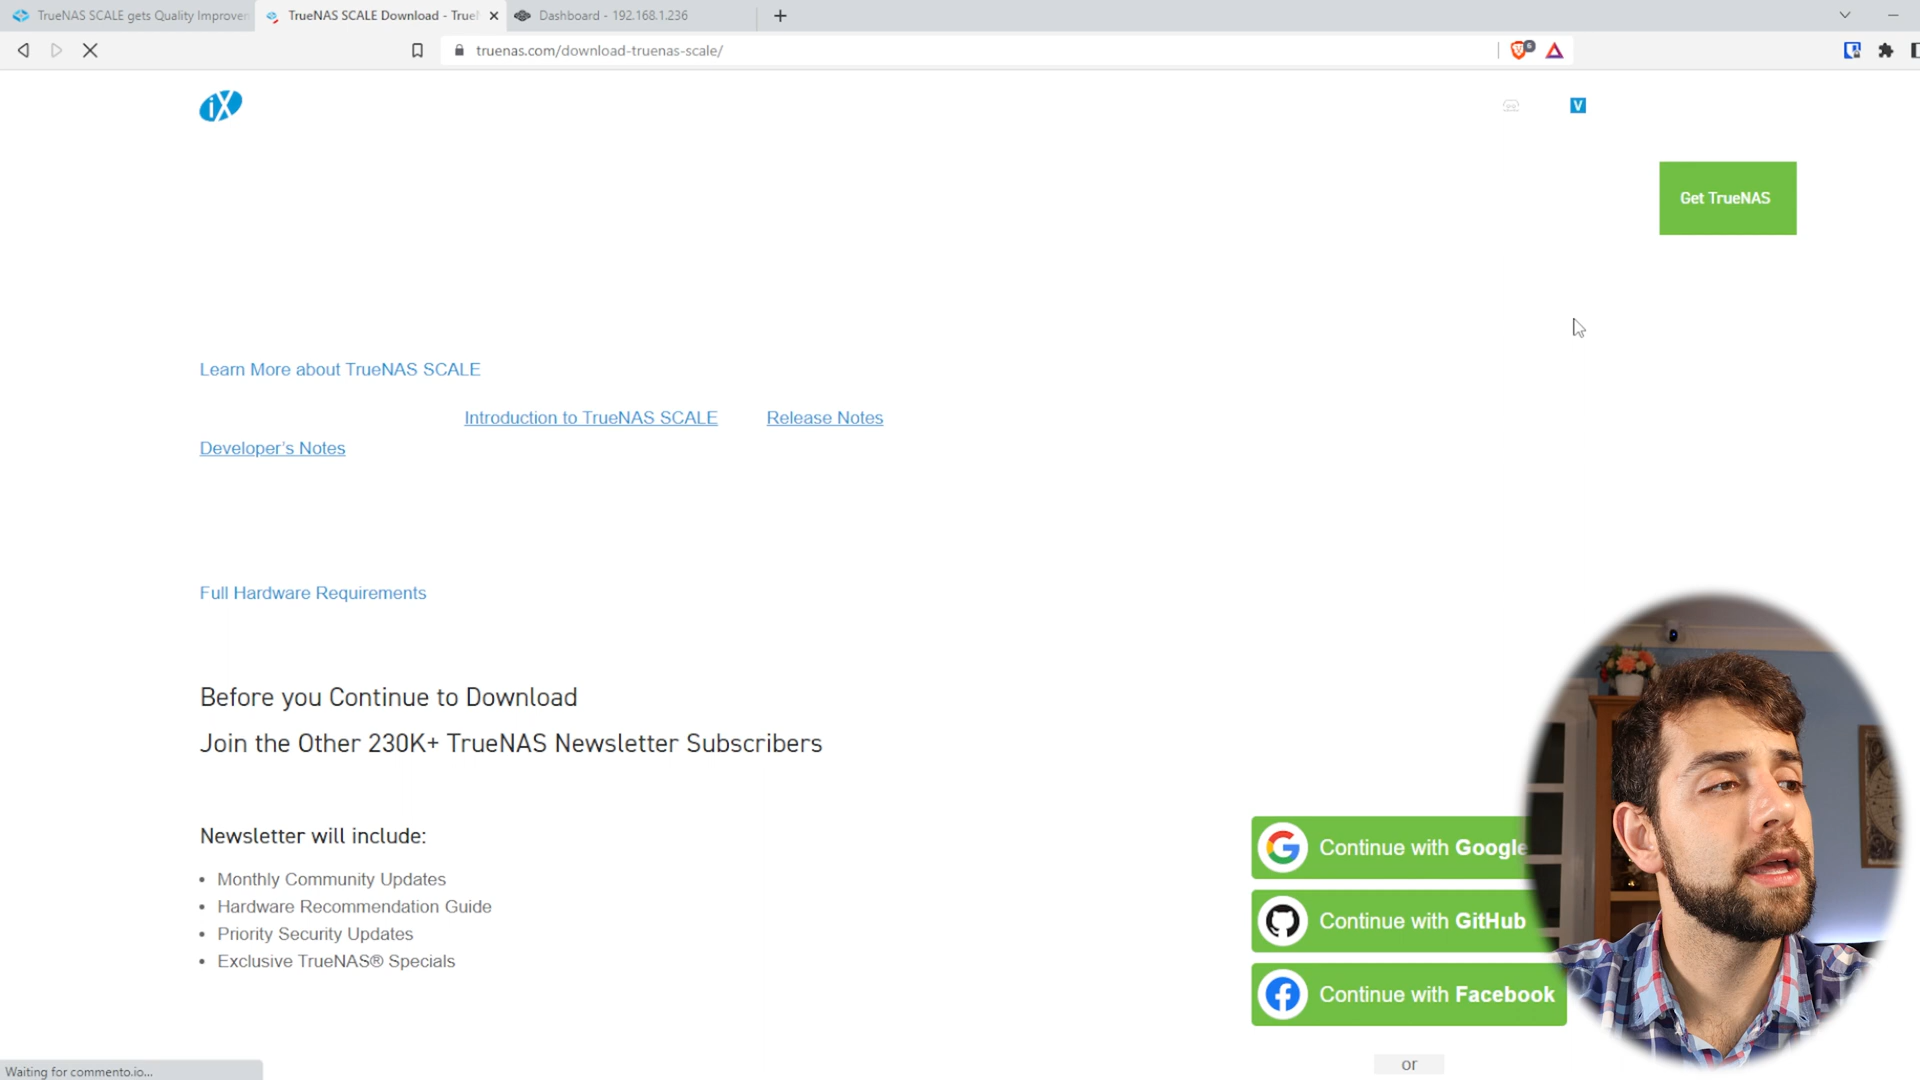 TrueNAS SCALE gets Quality Improver
TrueNAS SCALE Download - TrueN
Dashboard - 192.168.1.236
truenas.com/download-truenas-scale/
6
iX
V
Get TrueNAS
Learn More about TrueNAS SCALE
Introduction to TrueNAS SCALE Release Notes
Developer's Notes
Full Hardware Requirements
Before you Continue to Download
Join the Other 230K+ TrueNAS Newsletter Subscribers
Newsletter will include:
• Monthly Community Updates
• Hardware Recommendation Guide
• Priority Security Updates
• Exclusive TrueNAS® Specials
Continue with Google
Continue with GitHub
Continue with Facebook
or
Waiting for commento.io...